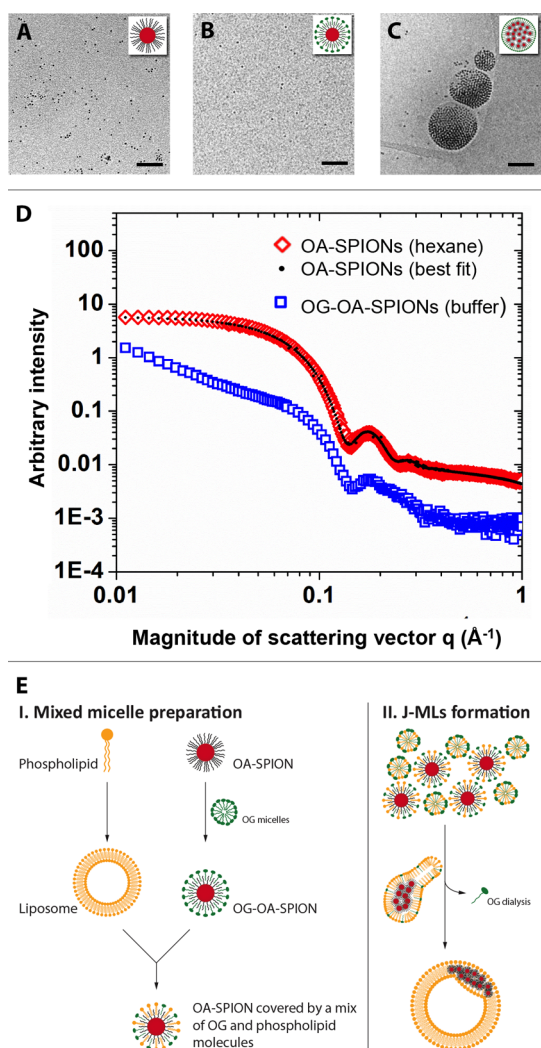 A
B
C
D
OA-SPIONs (hexane)
OA-SPIONs (best fit)
OG-OA-SPIONs (buffer)
100
10
1
0.1
0.01
1E-3
1E-4
0.01
0.1
1
Arbitrary intensity
Magnitude of scattering vector q (Å⁻¹)
E
I. Mixed micelle preparation
Phospholipid
OA-SPION
OG micelles
Liposome
OG-OA-SPION
OA-SPION covered by a mix
of OG and phospholipid
molecules
II. J-MLs formation
OG dialysis